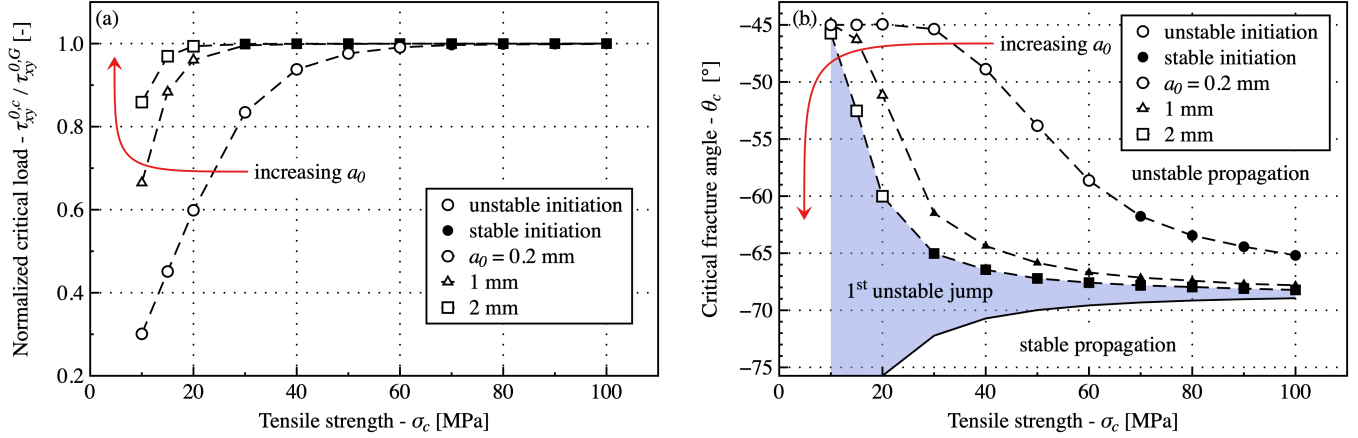 (a)
Normalized critical load - τxy^0,c / τxy^0,G [-]
1.0
0.8
0.6
0.4
0.2
increasing a0
unstable initiation
stable initiation
a0 = 0.2 mm
1 mm
2 mm
0 20 40 60 80 100
Tensile strength - σc [MPa]
(b)
Critical fracture angle - θc [°]
−45
−50
−55
−60
−65
−70
−75
increasing a0
unstable initiation
stable initiation
a0 = 0.2 mm
1 mm
2 mm
unstable propagation
1st unstable jump
stable propagation
0 20 40 60 80 100
Tensile strength - σc [MPa]